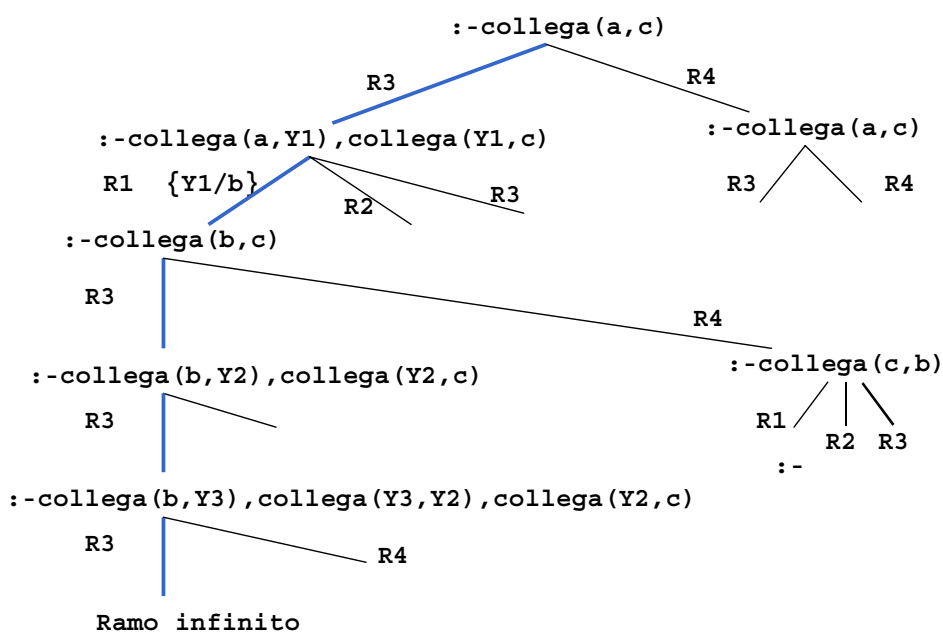 :-collega(a,c)
R3
R4
:-collega(a,Y1),collega(Y1,c)
:-collega(a,c)
R1 {Y1/b}
R2
R3
R3
R4
:-collega(b,c)
R3
R4
:-collega(b,Y2),collega(Y2,c)
:-collega(c,b)
R3
R1
R2
R3
:-
:-collega(b,Y3),collega(Y3,Y2),collega(Y2,c)
R3
R4
Ramo infinito